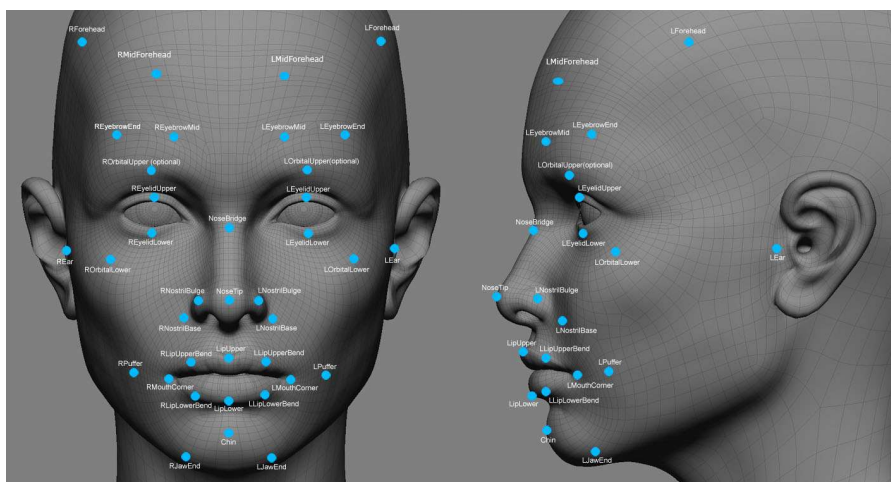 RForehead
LForehead
RMidForehead
LMidForehead
REyebrowEnd
REyebrowMid
LEyebrowMid
LEyebrowEnd
ROrbitalUpper (optional)
LOrbitalUpper(optional)
REyelidUpper
LEyelidUpper
NoseBridge
REyelidLower
LEyelidLower
REar
LEar
ROrbitalLower
LOrbitalLower
RNostrilBulge
NoseTip
LNostrilBulge
RNostrilBase
LNostrilBase
LipUpper
RLipUpperBend
LLipUpperBend
RPuffer
LPuffer
RMouthCorner
LMouthCorner
RLipLowerBend
LipLower
LLipLowerBend
Chin
RJawEnd
LJawEnd
LForehead
LMidForehead
LEyebrowEnd
LEyebrowMid
LOrbitalUpper(optional)
LEyelidUpper
NoseBridge
LEyelidLower
LOrbitalLower
LEar
NoseTip
LNostrilBulge
LNostrilBase
LipUpper
LLipUpperBend
LPuffer
LMouthCorner
LipLower
LLipLowerBend
Chin
LJawEnd